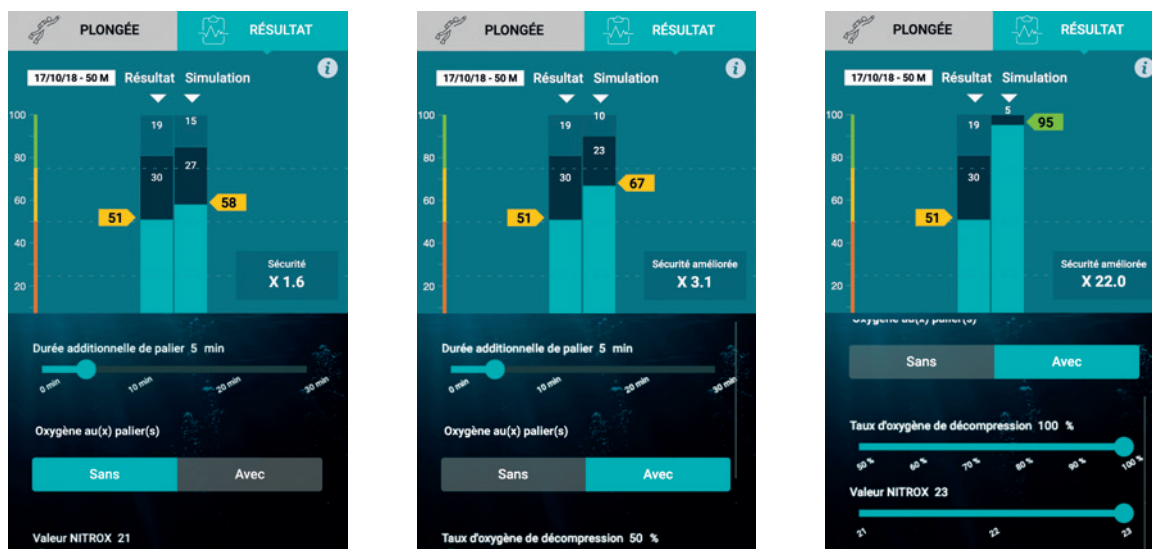 PLONGÉE RÉSULTAT
17/10/18 - 50 M Résultat Simulation i
100
80
60
40
20
19 15
30 27
51 58
Sécurité
X 1.6
Durée additionnelle de palier 5 min
0 min 10 min 20 min 30 min
Oxygène au(x) palier(s)
Sans Avec
Valeur NITROX 21
PLONGÉE RÉSULTAT
17/10/18 - 50 M Résultat Simulation i
100
80
60
40
20
19 10
30 23
51 67
Sécurité améliorée
X 3.1
Durée additionnelle de palier 5 min
0 min 10 min 20 min 30 min
Oxygène au(x) palier(s)
Sans Avec
Taux d'oxygène de décompression 50 %
PLONGÉE RÉSULTAT
17/10/18 - 50 M Résultat Simulation i
100
80
60
40
20
19 5
30
51 95
Sécurité améliorée
X 22.0
Oxygène au(x) palier(s)
Sans Avec
Taux d'oxygène de décompression 100 %
50 % 60 % 70 % 80 % 90 % 100 %
Valeur NITROX 23
21 22 23